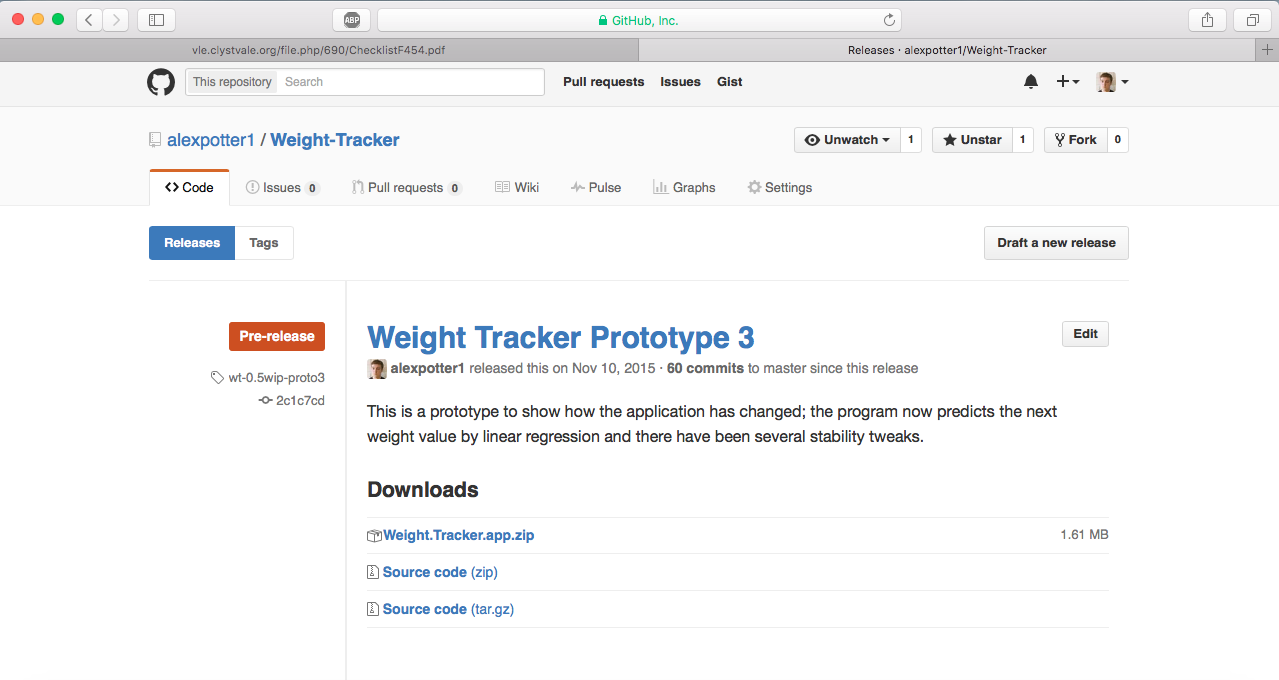 ABP
GitHub, Inc.
vle.clystvale.org/file.php/690/ChecklistF454.pdf
Releases · alexpotter1/Weight-Tracker
This repository Search
Pull requests Issues Gist
alexpotter1 / Weight-Tracker
Unwatch 1 Unstar 1 Fork 0
Code Issues 0 Pull requests 0 Wiki Pulse Graphs Settings
Releases Tags
Draft a new release
Pre-release
wt-0.5wip-proto3
2c1c7cd
Weight Tracker Prototype 3
Edit
alexpotter1 released this on Nov 10, 2015 · 60 commits to master since this release
This is a prototype to show how the application has changed; the program now predicts the next
weight value by linear regression and there have been several stability tweaks.
Downloads
Weight.Tracker.app.zip 1.61 MB
Source code (zip)
Source code (tar.gz)